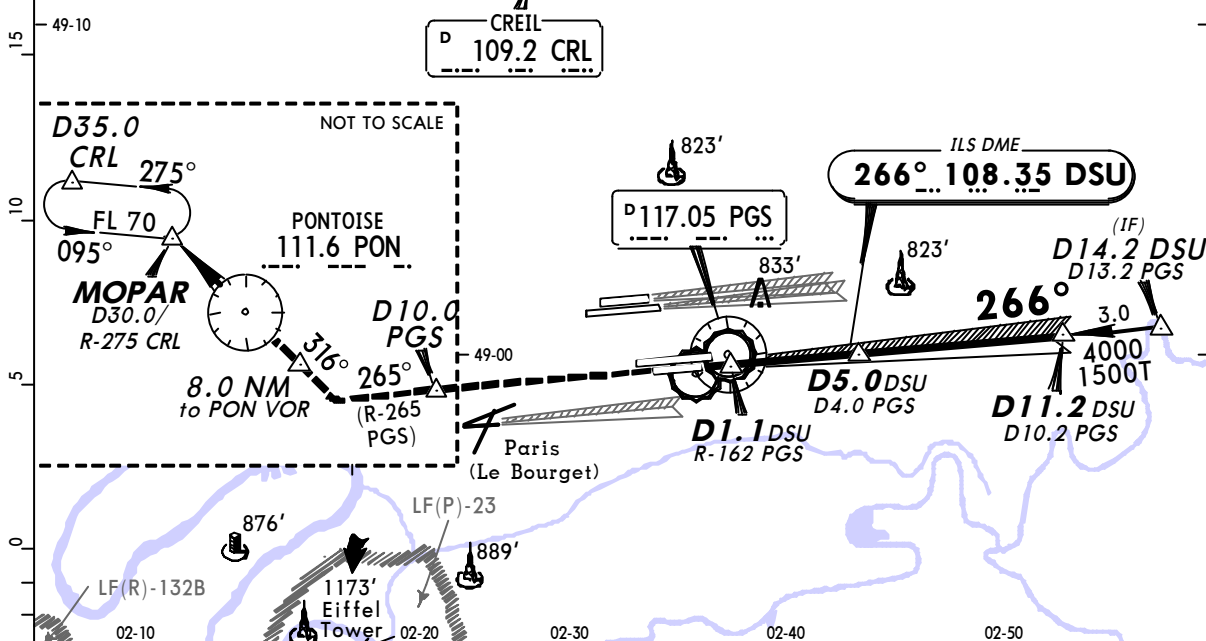 49-10
15
CREIL
D 109.2 CRL
NOT TO SCALE
D35.0
CRL
275°
FL 70
095°
MOPAR
D30.0/
R-275 CRL
PONTOISE
111.6 PON
316°
8.0 NM
to PON VOR
D10.0
PGS
265°
(R-265
PGS)
10
5
0
49-00
823'
D 117.05 PGS
833'
ILS DME
266° 108.35 DSU
823'
(IF)
D14.2 DSU
D13.2 PGS
266°
3.0
4000
1500T
D5.0 DSU
D4.0 PGS
D11.2 DSU
D10.2 PGS
D1.1 DSU
R-162 PGS
Paris
(Le Bourget)
LF(P)-23
876'
889'
LF(R)-132B
1173'
Eiffel
Tower
02-10
02-20
02-30
02-40
02-50